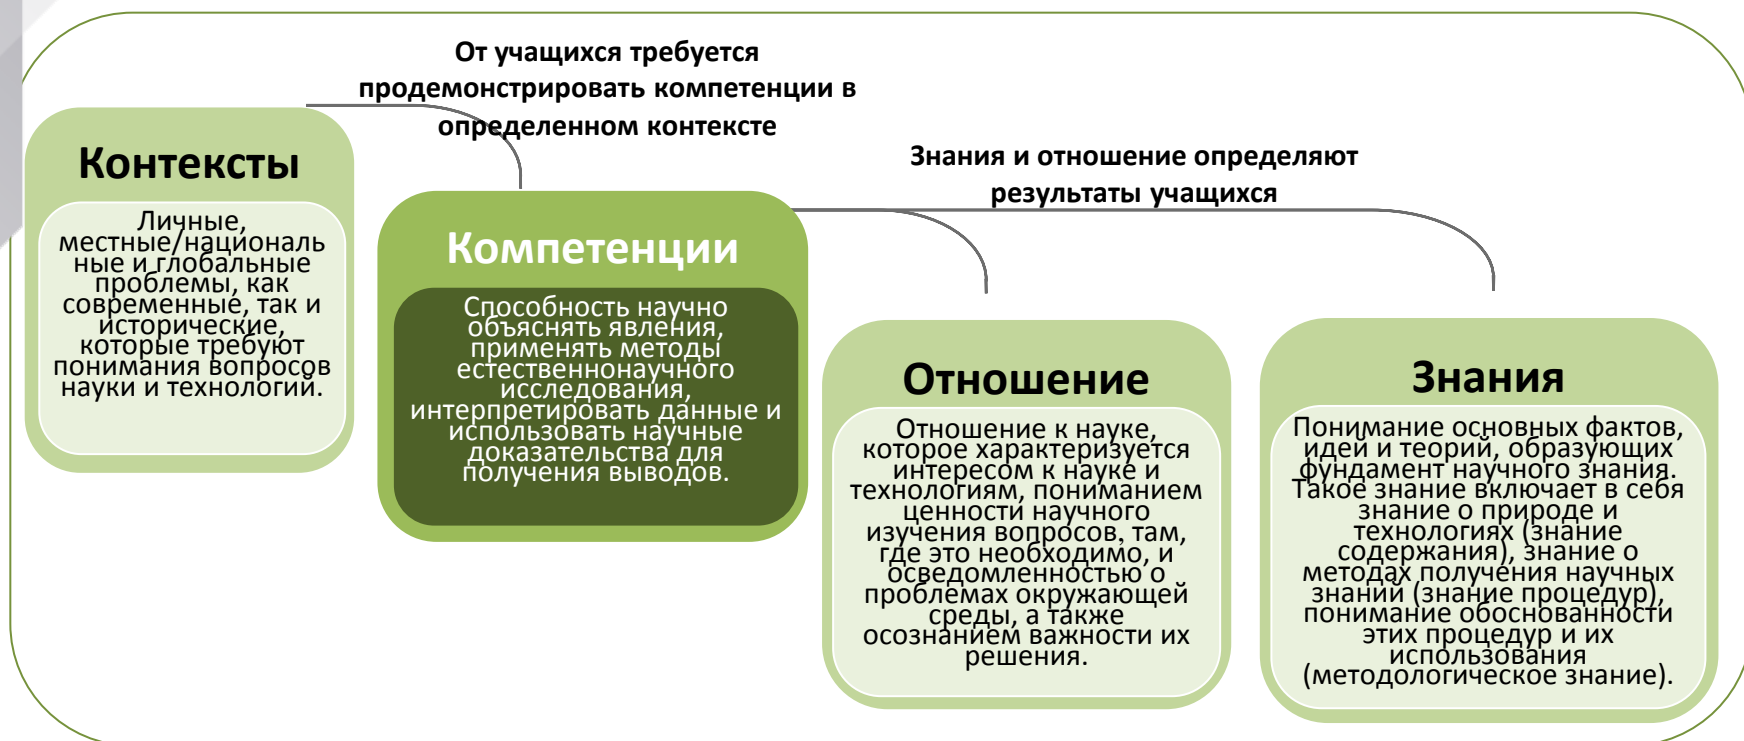 От учащихся требуется
продемонстрировать компетенции в
определенном контексте
Контексты
Личные,
местные/националь
ные и глобальные
проблемы, как
современные, так и
исторические,
которые требуют
понимания вопросов
науки и технологий.
Знания и отношение определяют
результаты учащихся
Компетенции
Способность научно
объяснять явления,
применять методы
естественнонаучного
исследования,
интерпретировать данные и
использовать научные
доказательства для
получения выводов.
Отношение
Отношение к науке,
которое характеризуется
интересом к науке и
технологиям, пониманием
ценности научного
изучения вопросов, там,
где это необходимо, и
осведомленностью о
проблемах окружающей
среды, а также
осознанием важности их
решения.
Знания
Понимание основных фактов,
идей и теорий, образующих
фундамент научного знания.
Такое знание включает в себя
знание о природе и
технологиях (знание
содержания), знание о
методах получения научных
знаний (знание процедур),
понимание обоснованности
этих процедур и их
использования
(методологическое знание).